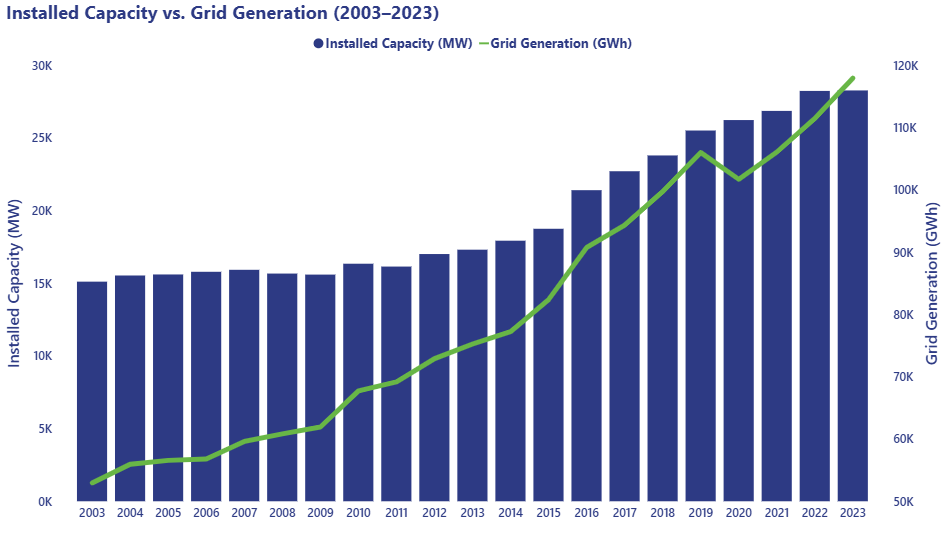 Installed Capacity vs. Grid Generation (2003–2023)
Installed Capacity (MW) Grid Generation (GWh)
30K 120K
110K
25K
100K
20K
90K
15K
80K
10K
70K
5K
60K
0K 50K
Installed Capacity (MW)
Grid Generation (GWh)
2003 2004 2005 2006 2007 2008 2009 2010 2011 2012 2013 2014 2015 2016 2017 2018 2019 2020 2021 2022 2023